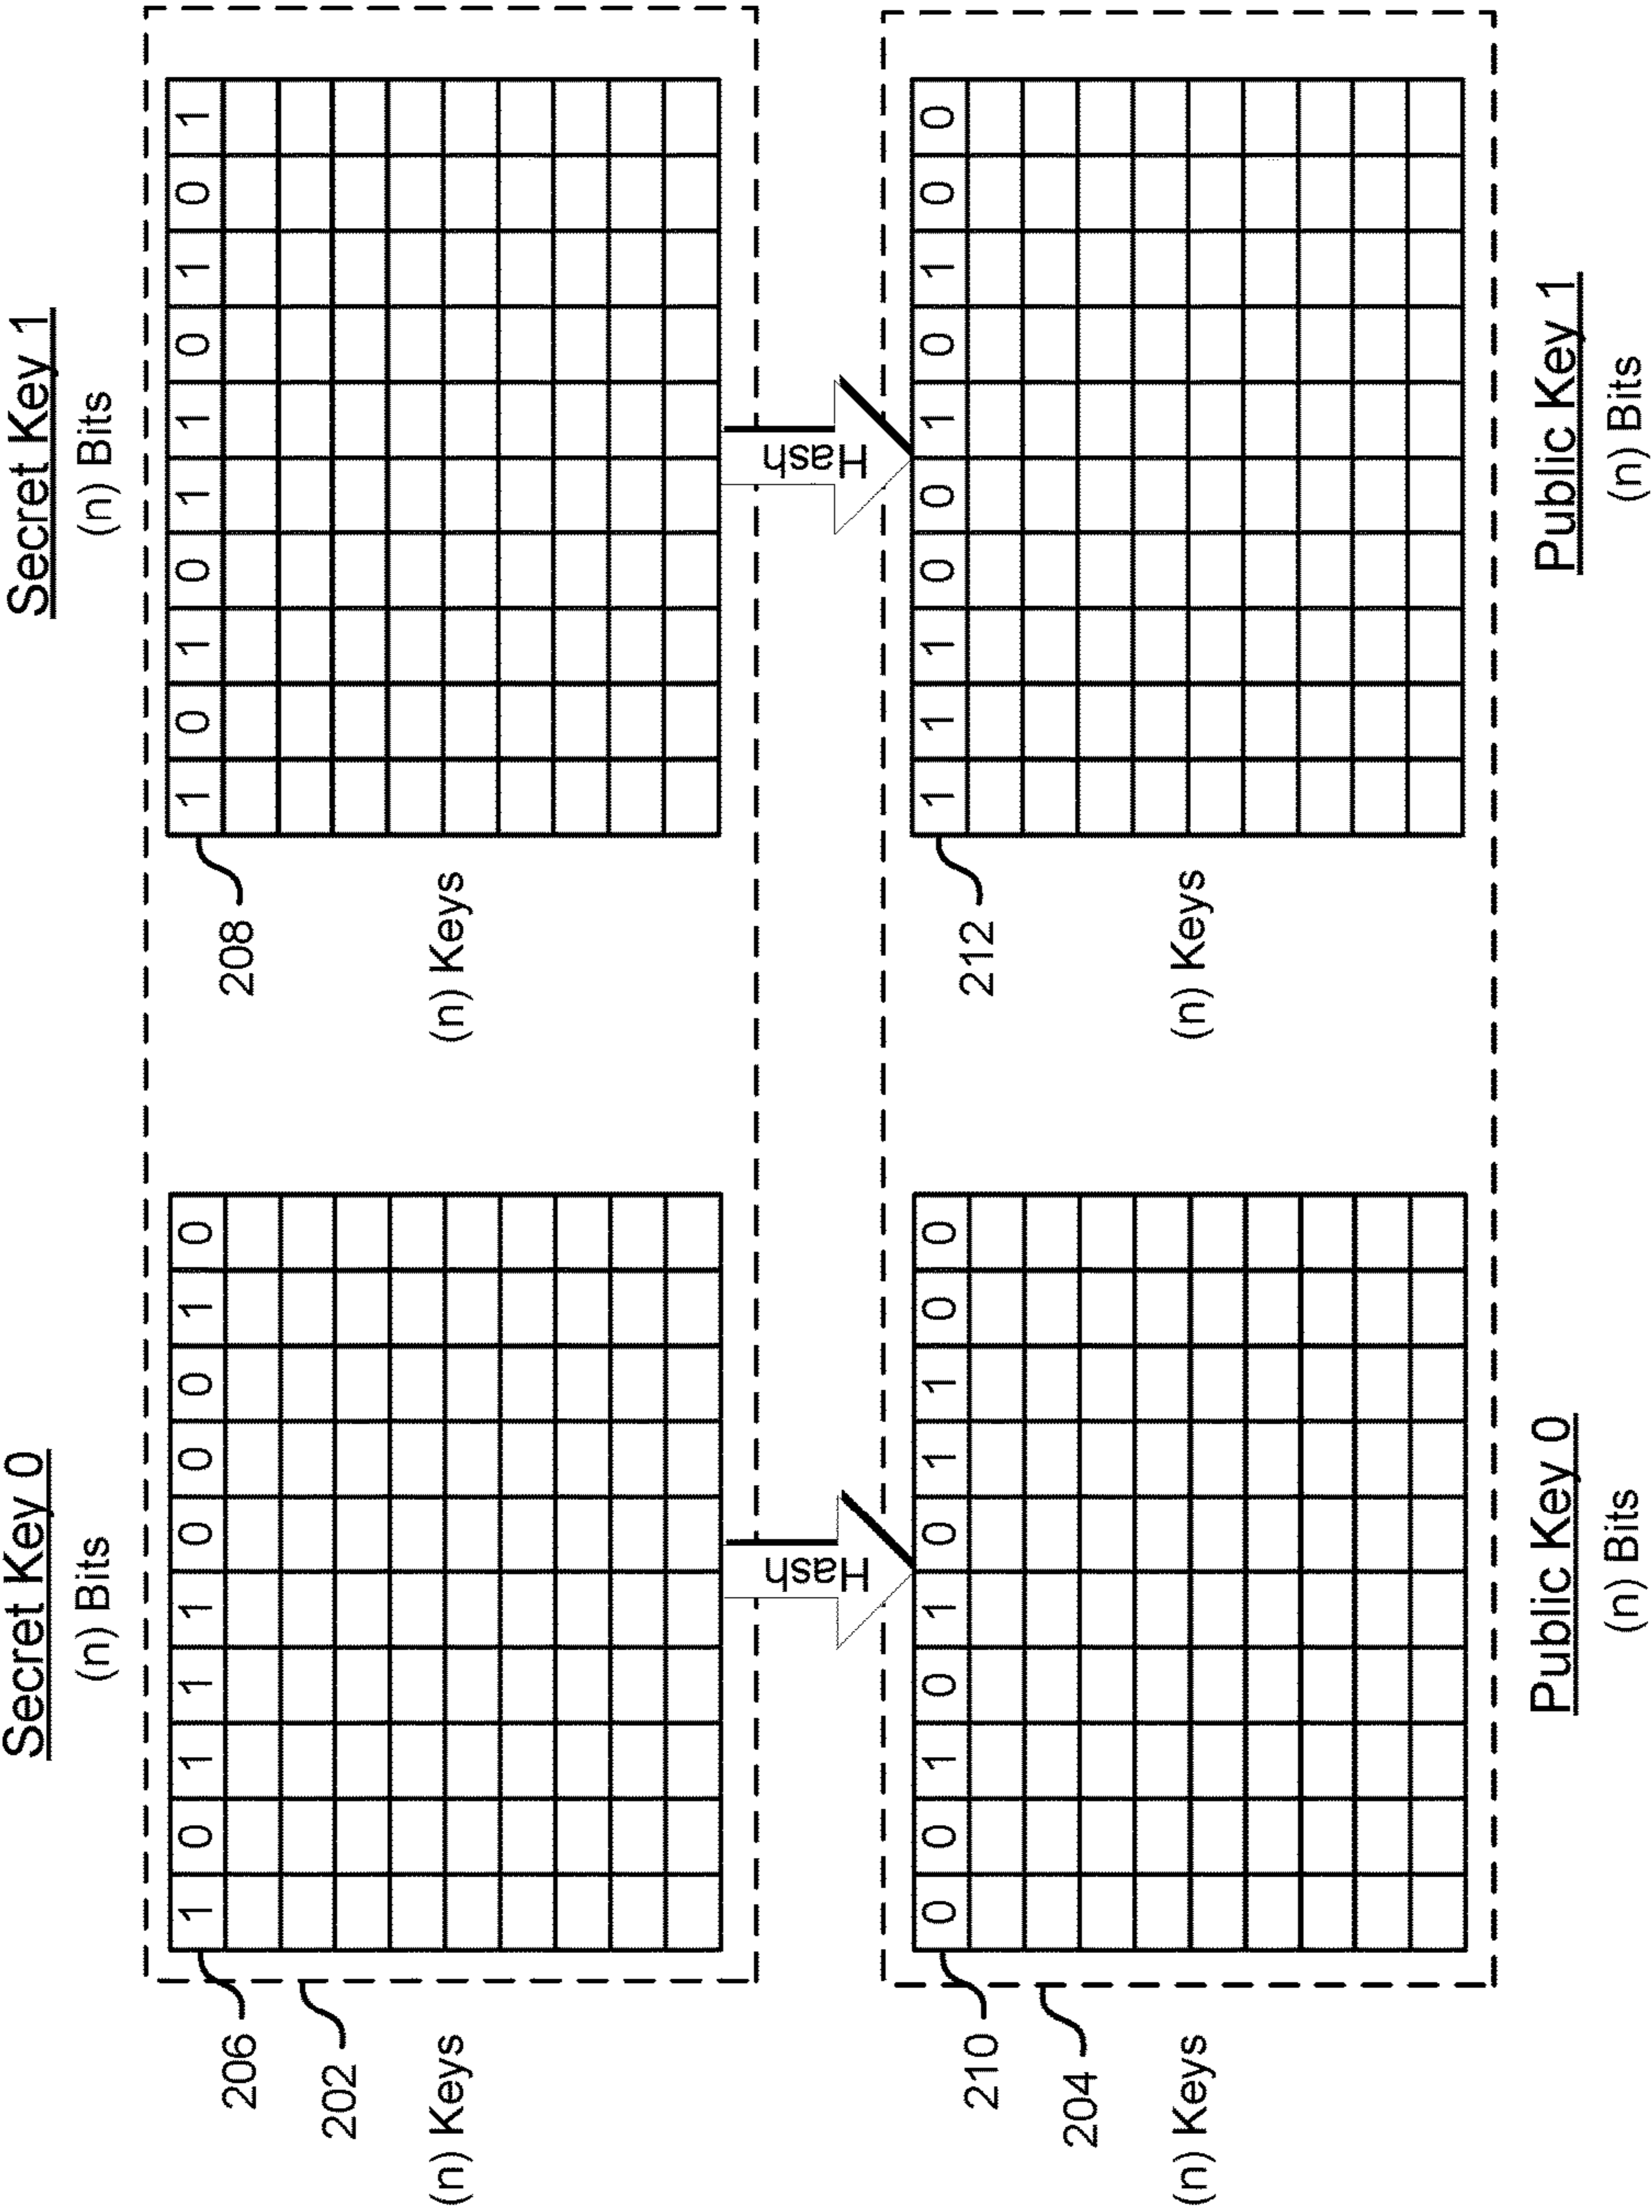 Secret Key 0
(n) Bits
206
202
(n) Keys
1 0 1 1 1 0 0 0 1 0
Secret Key 1
(n) Bits
208
(n) Keys
1 0 1 0 1 1 0 1 0 1
Hash
Hash
210
204
(n) Keys
0 0 1 0 1 0 1 1 0 0
Public Key 0
(n) Bits
212
(n) Keys
1 1 1 0 0 1 0 1 0 0
Public Key 1
(n) Bits